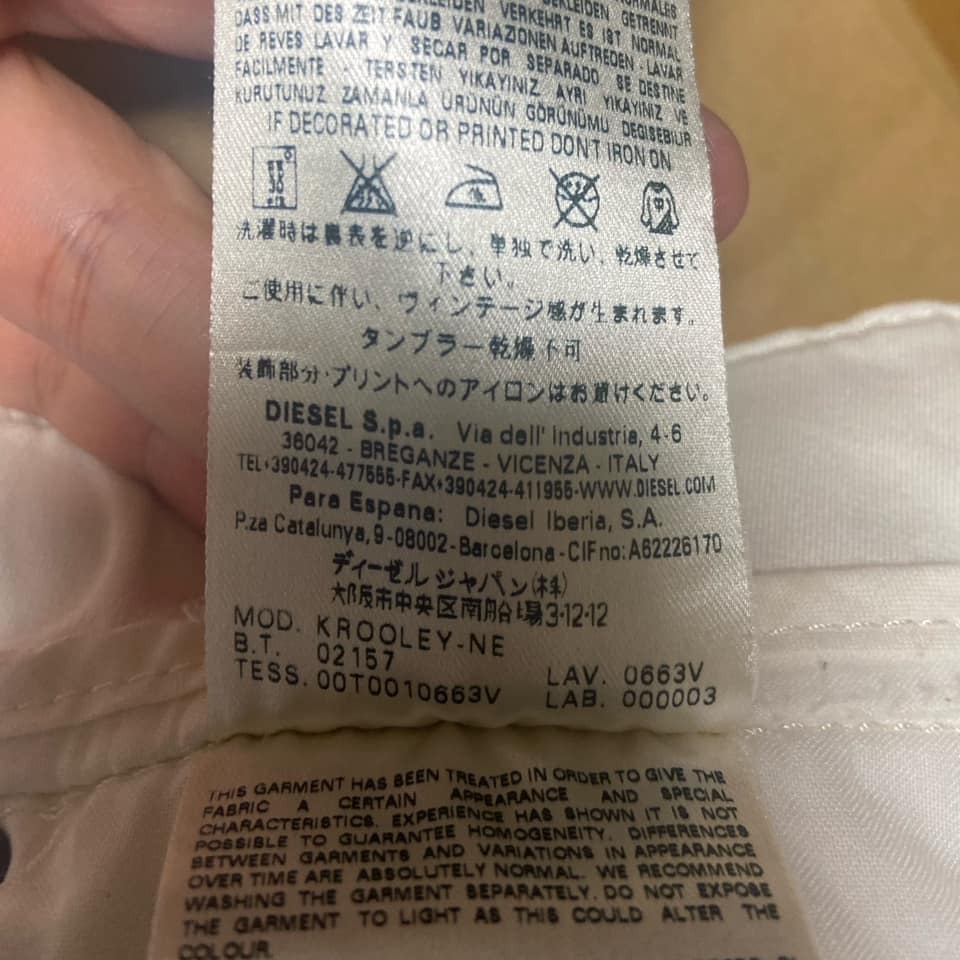 DASS MIT DES ZEIT FAUB VARIAZIONEN AUFTREDEN - LAVAR
DE REVES LAVAR Y SECAR POR SEPARADO SE DESTINE
FACILMENTE - TERSTEN YIKAYINIZ AYRI YIKAYINIZ VE
KURUTUNUZ ZAMANLA URUNUN GORUNUMU DEGISEBILIR
IF DECORATED OR PRINTED DONT IRON ON
洗濯時は裏表を逆にし、単独で洗い、乾燥させて
下さい。
ご使用に伴い、ヴィンテージ感が生まれます。
タンブラー乾燥不可
装飾部分・プリントへのアイロンはお避けください。
DIESEL S.p.a. Via dell' Industria, 4-6
36042 - BREGANZE - VICENZA - ITALY
TEL+390424-477555-FAX+390424-411955-WWW.DIESEL.COM
Para Espana: Diesel Iberia, S.A.
P.za Catalunya, 9-08002-Barcelona-CIF no: A62226170
ディーゼル ジャパン(株)
大阪市中央区南船場3-12-12
MOD. KROOLEY-NE
B.T. 02157
TESS. 00T0010663V
LAV. 0663V
LAB. 000003
THIS GARMENT HAS BEEN TREATED IN ORDER TO GIVE THE
FABRIC A CERTAIN APPEARANCE AND SPECIAL
CHARACTERISTICS. EXPERIENCE HAS SHOWN IT IS NOT
POSSIBLE TO GUARANTEE HOMOGENEITY. DIFFERENCES
BETWEEN GARMENTS AND VARIATIONS IN APPEARANCE
OVER TIME ARE ABSOLUTELY NORMAL. WE RECOMMEND
WASHING THE GARMENT SEPARATELY. DO NOT EXPOSE
THE GARMENT TO LIGHT AS THIS COULD ALTER THE
COLOUR.